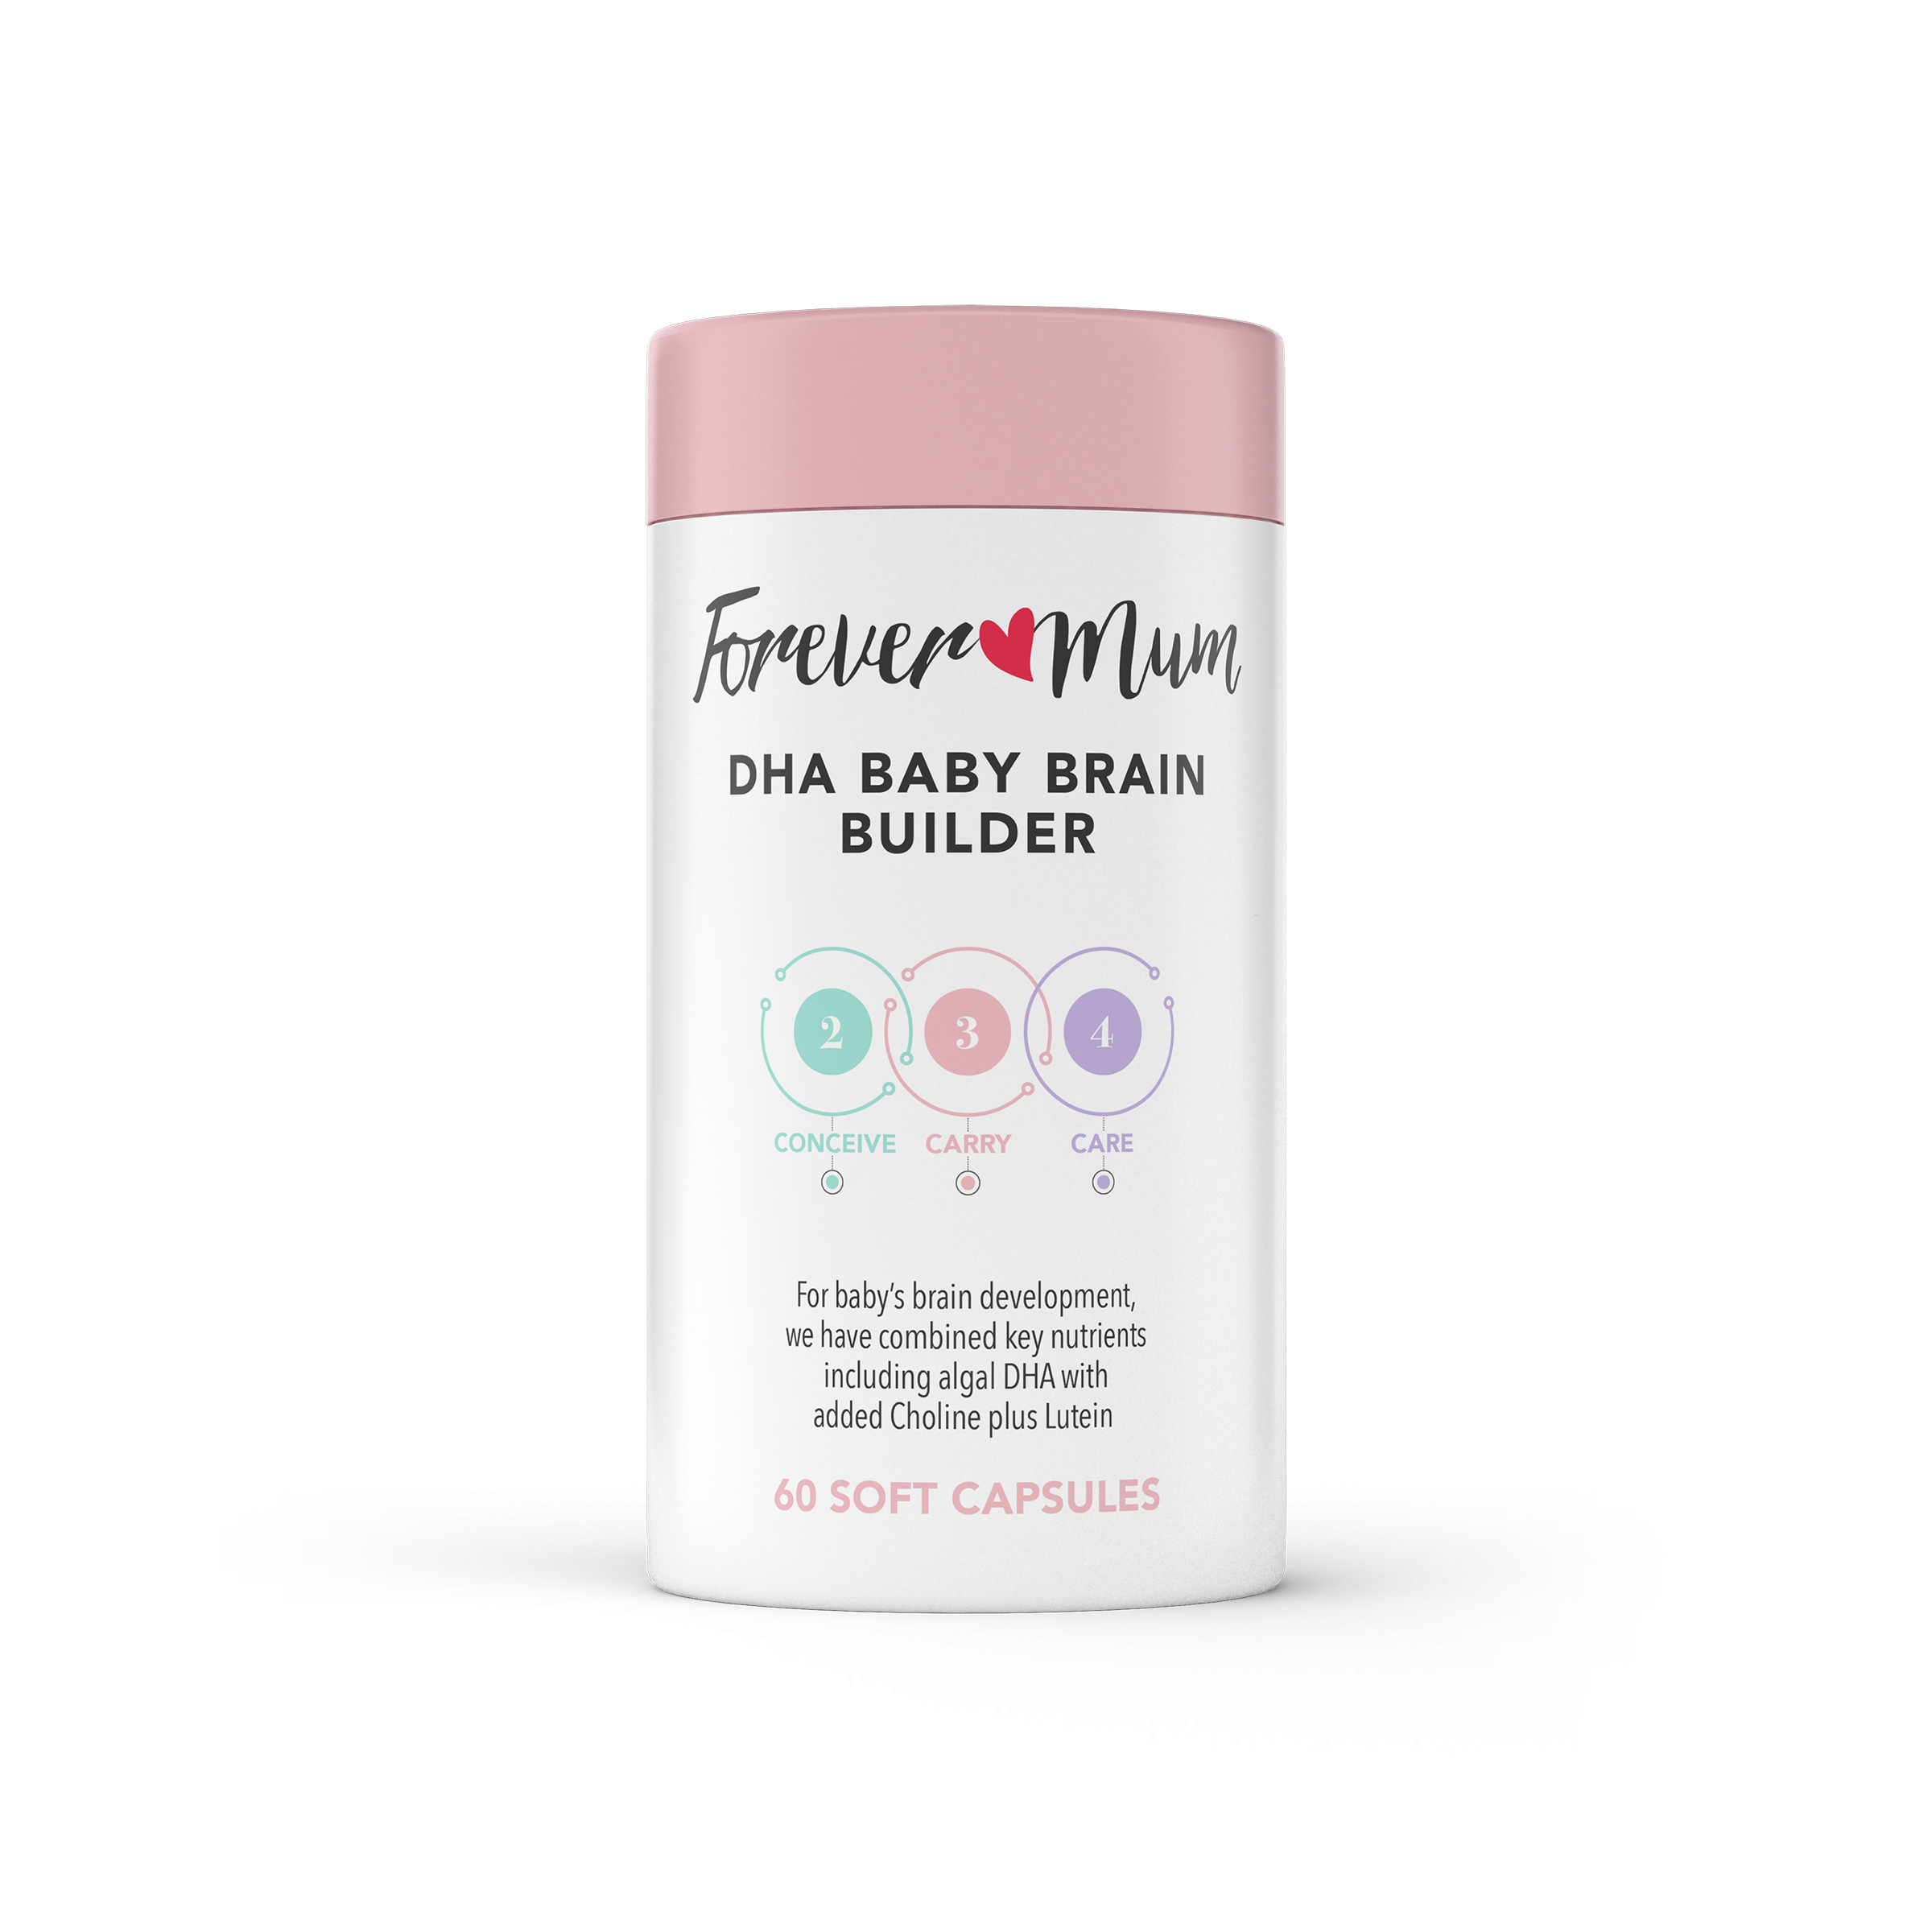 Forever Mum
DHA BABY BRAIN
BUILDER
2 3 4
CONCEIVE CARRY CARE
For baby's brain development,
we have combined key nutrients
including algal DHA with
added Choline plus Lutein
60 SOFT CAPSULES